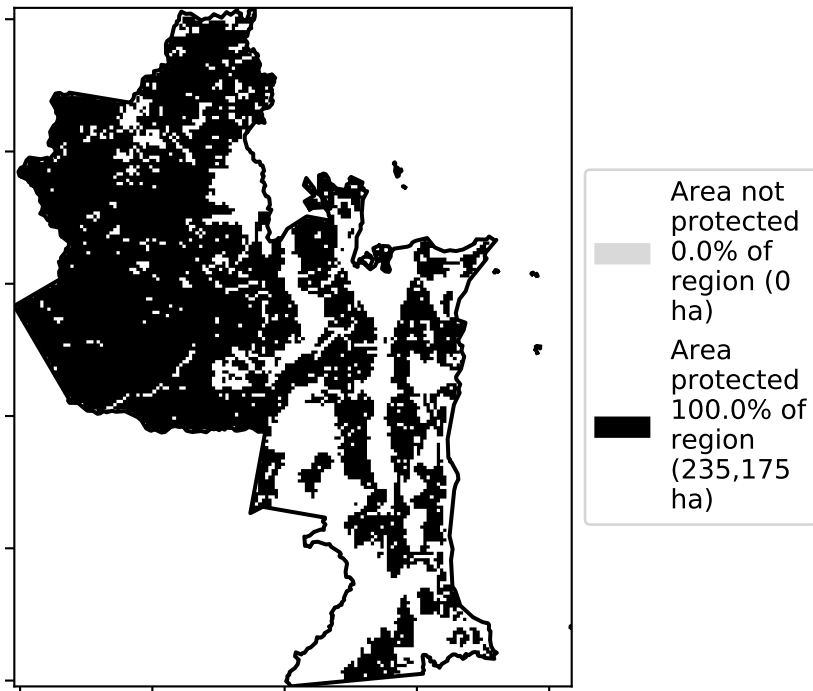 Area not
protected
0.0% of
region (0
ha)
Area
protected
100.0% of
region
(235,175
ha)